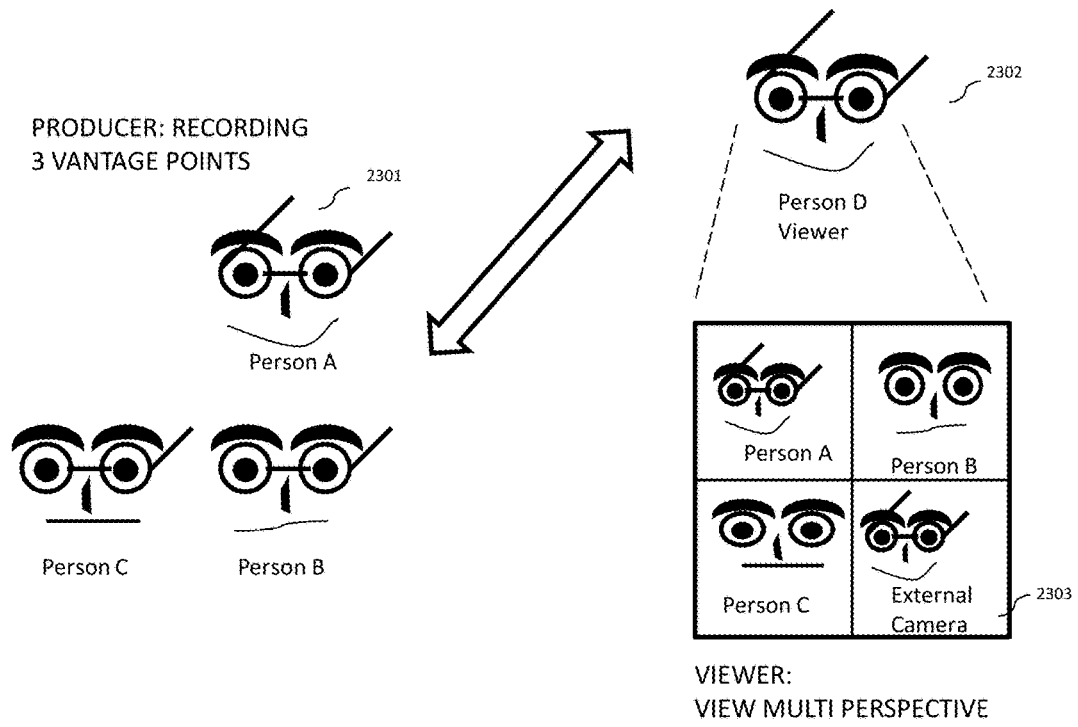 PRODUCER: RECORDING
3 VANTAGE POINTS
2301
Person A
Person C
Person B
2302
Person D
Viewer
Person A
Person B
Person C
External
Camera
2303
VIEWER:
VIEW MULTI PERSPECTIVE